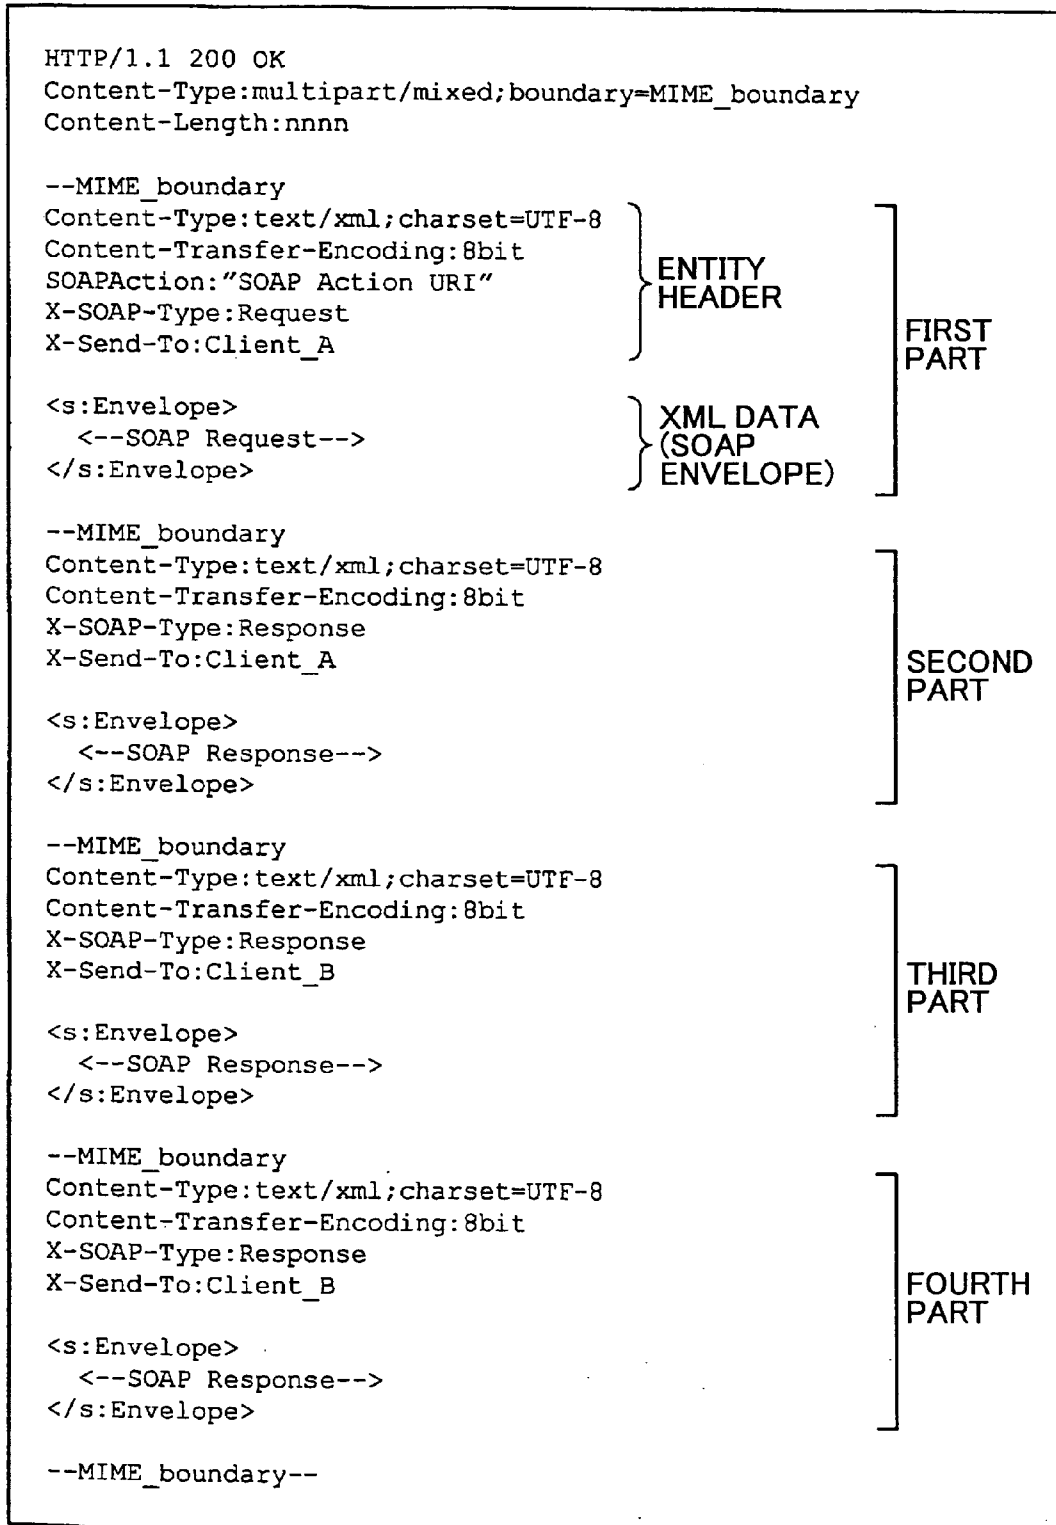 HTTP/1.1 200 OK
Content-Type:multipart/mixed;boundary=MIME_boundary
Content-Length:nnnn
--MIME_boundary
Content-Type:text/xml;charset=UTF-8
Content-Transfer-Encoding:8bit
SOAPAction:"SOAP Action URI"
X-SOAP-Type:Request
X-Send-To:Client_A
ENTITY
HEADER
<s:Envelope>
<--SOAP Request-->
</s:Envelope>
XML DATA
(SOAP
ENVELOPE)
FIRST
PART
--MIME_boundary
Content-Type:text/xml;charset=UTF-8
Content-Transfer-Encoding:8bit
X-SOAP-Type:Response
X-Send-To:Client_A
<s:Envelope>
<--SOAP Response-->
</s:Envelope>
SECOND
PART
--MIME_boundary
Content-Type:text/xml;charset=UTF-8
Content-Transfer-Encoding:8bit
X-SOAP-Type:Response
X-Send-To:Client_B
<s:Envelope>
<--SOAP Response-->
</s:Envelope>
THIRD
PART
--MIME_boundary
Content-Type:text/xml;charset=UTF-8
Content-Transfer-Encoding:8bit
X-SOAP-Type:Response
X-Send-To:Client_B
<s:Envelope>
<--SOAP Response-->
</s:Envelope>
FOURTH
PART
--MIME_boundary--